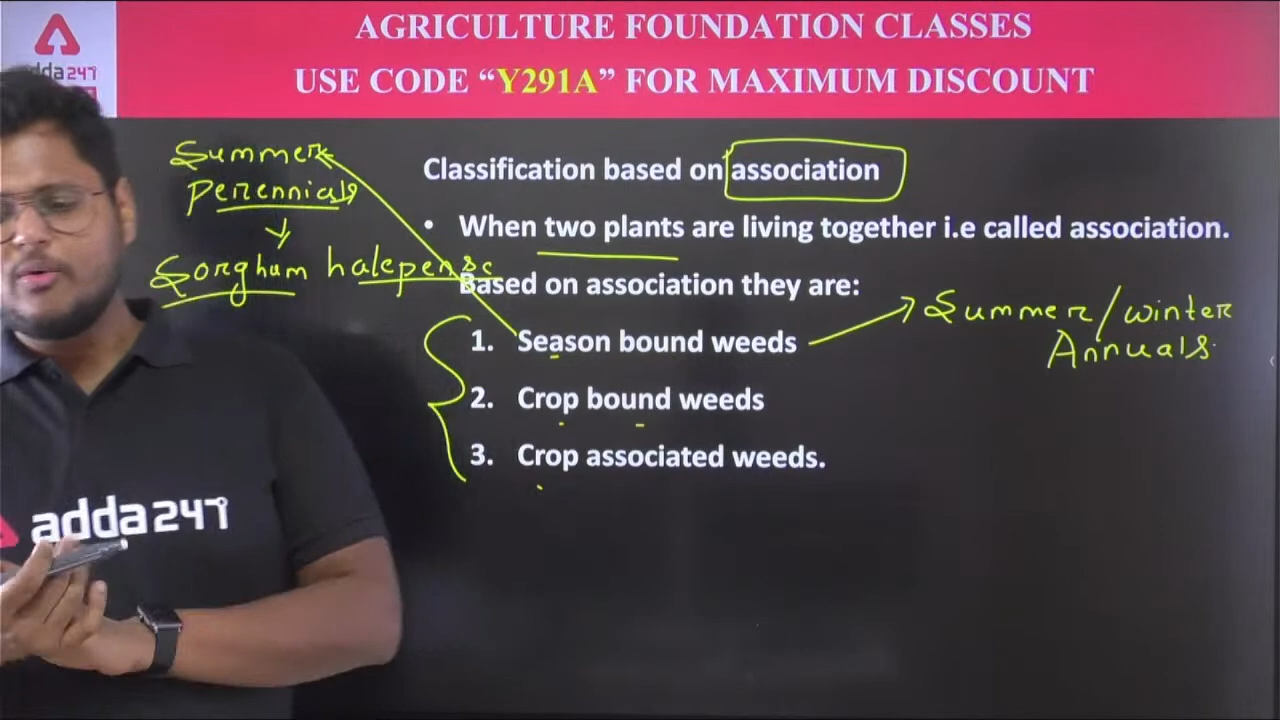 AGRICULTURE FOUNDATION CLASSES
USE CODE “Y291A” FOR MAXIMUM DISCOUNT
adda247
Classification based on association
• When two plants are living together i.e called association.
Based on association they are:
1. Season bound weeds
2. Crop bound weeds
3. Crop associated weeds.
Summer
perennials
Sorghum halepense
Summer/winter
Annuals
adda247